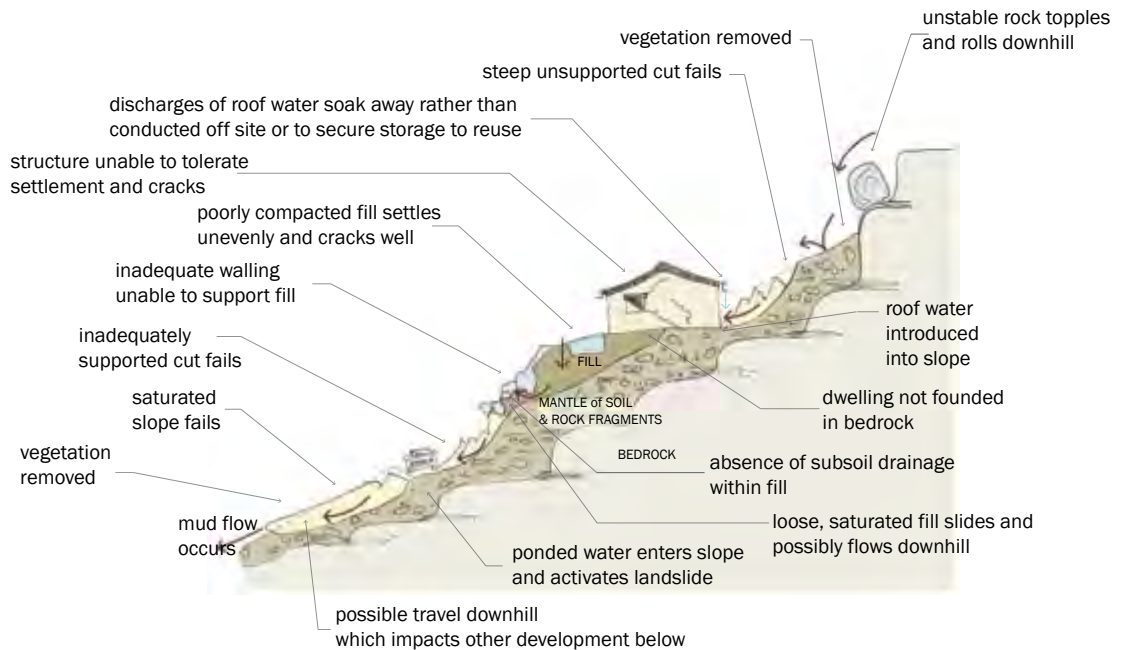 unstable rock topples
and rolls downhill
vegetation removed
steep unsupported cut fails
discharges of roof water soak away rather than
conducted off site or to secure storage to reuse
structure unable to tolerate
settlement and cracks
poorly compacted fill settles
unevenly and cracks well
inadequate walling
unable to support fill
inadequately
supported cut fails
saturated
slope fails
vegetation
removed
mud flow
occurs
FILL
MANTLE of SOIL
& ROCK FRAGMENTS
BEDROCK
roof water
introduced
into slope
dwelling not founded
in bedrock
absence of subsoil drainage
within fill
loose, saturated fill slides and
possibly flows downhill
ponded water enters slope
and activates landslide
possible travel downhill
which impacts other development below